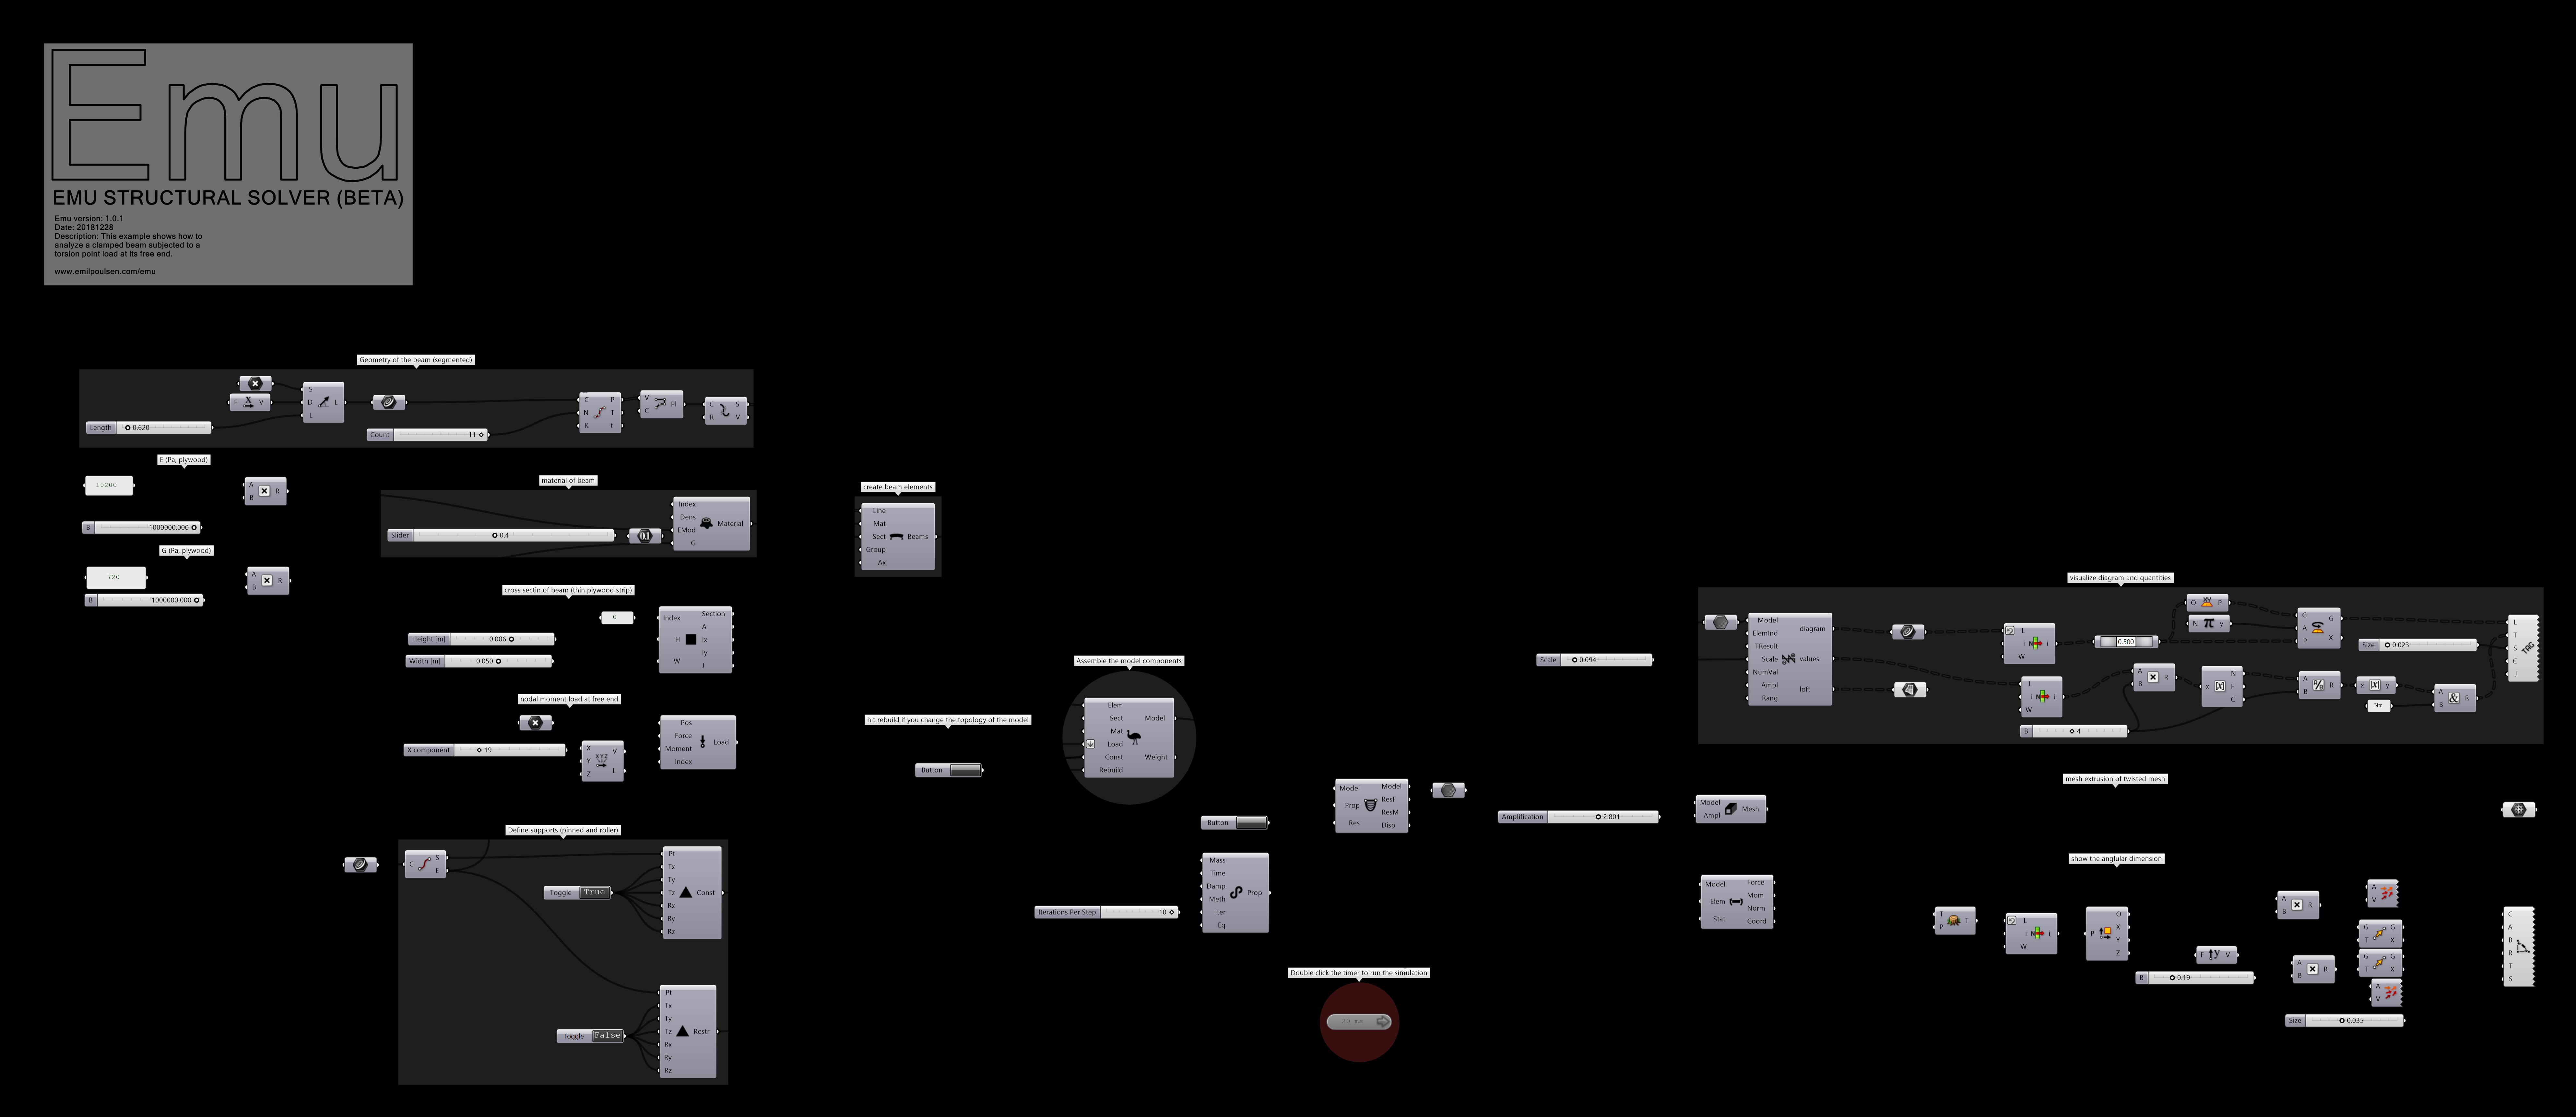 Emu
EMU STRUCTURAL SOLVER (BETA)
Emu version: 1.0.1
Date: 20181228
Description: This example shows how to
analyze a clamped beam subjected to a
torsion point load at its free end.
www.emilpoulsen.com/emu
Geometry of the beam (segmented)
F V
S
D L
L
Length 0.620
Count 11
C P
N T
K t
V
C Pl
C S
R V
E (Pa, plywood)
10200
A
B R
B 1000000.000
G (Pa, plywood)
720
A
B R
B 1000000.000
material of beam
Slider 0.4
Index
Dens
EMod Material
G
create beam elements
Line
Mat
Sect Beams
Group
Ax
cross sectin of beam (thin plywood strip)
0
Height [m] 0.006
Width [m] 0.050
Index Section
A
H Ix
Iy
W J
nodal moment load at free end
X component 19
X V
Y
Z L
Pos
Force
Moment Load
Index
Define supports (pinned and roller)
C S
E
Toggle True
Pt
Tx
Ty
Tz Const
Rx
Ry
Rz
Toggle False
Pt
Tx
Ty
Tz Restr
Rx
Ry
Rz
Assemble the model components
hit rebuild if you change the topology of the model
Button
Elem
Sect Model
Mat
Load
Const Weight
Rebuild
Button
Iterations Per Step 10
Mass
Time
Damp Prop
Meth
Iter
Eq
Model Model
ResF
Prop ResM
Res Disp
Double click the timer to run the simulation
Scale 0.094
Amplification 2.801
Model
Ampl Mesh
Model Force
Elem Mom
Norm
Stat Coord
visualize diagram and quantities
Model
ElemInd diagram
TResult
Scale values
NumVal
Ampl loft
Rang
L
i N i
W
L
i N i
W
0.500
O XY P
N π y
G G
A
P X
Size 0.023
L
T
S TAG
C
J
A
B R
x N
F
C
A
B R
x y
Nm
A
B & R
B 4
mesh extrusion of twisted mesh
show the anglular dimension
T T
P
L
i N i
W
P O
X
Y
Z
F y V
B 0.19
A
B R
A
B R
A
V
G G
T X
G G
T X
A
V
Size 0.035
C
A
B
R
T
S